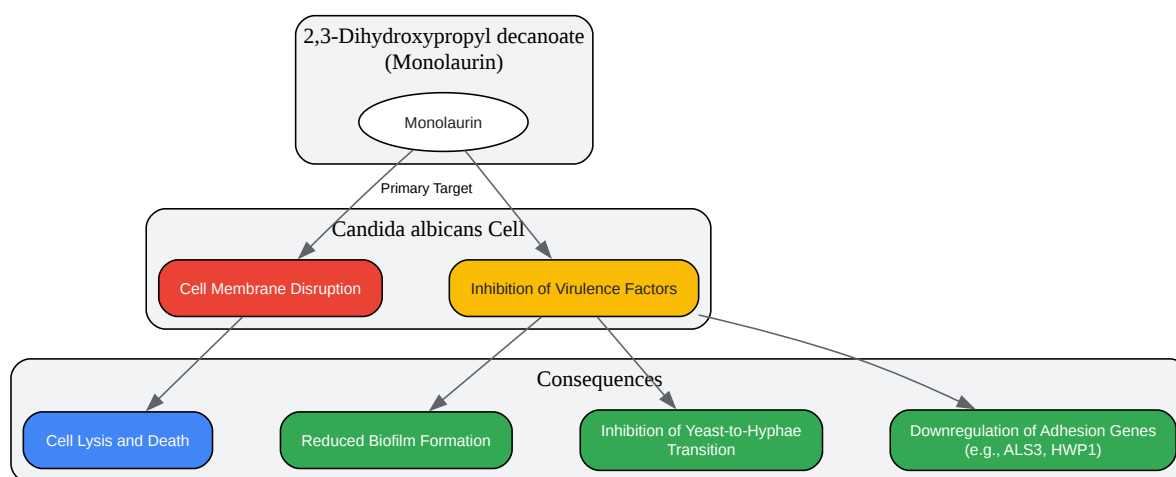 2,3-Dihydroxypropyl decanoate
(Monolaurin)
Monolaurin
Primary Target
Candida albicans Cell
Cell Membrane Disruption
Inhibition of Virulence Factors
Consequences
Cell Lysis and Death
Reduced Biofilm Formation
Inhibition of Yeast-to-Hyphae
Transition
Downregulation of Adhesion Genes
(e.g., ALS3, HWP1)